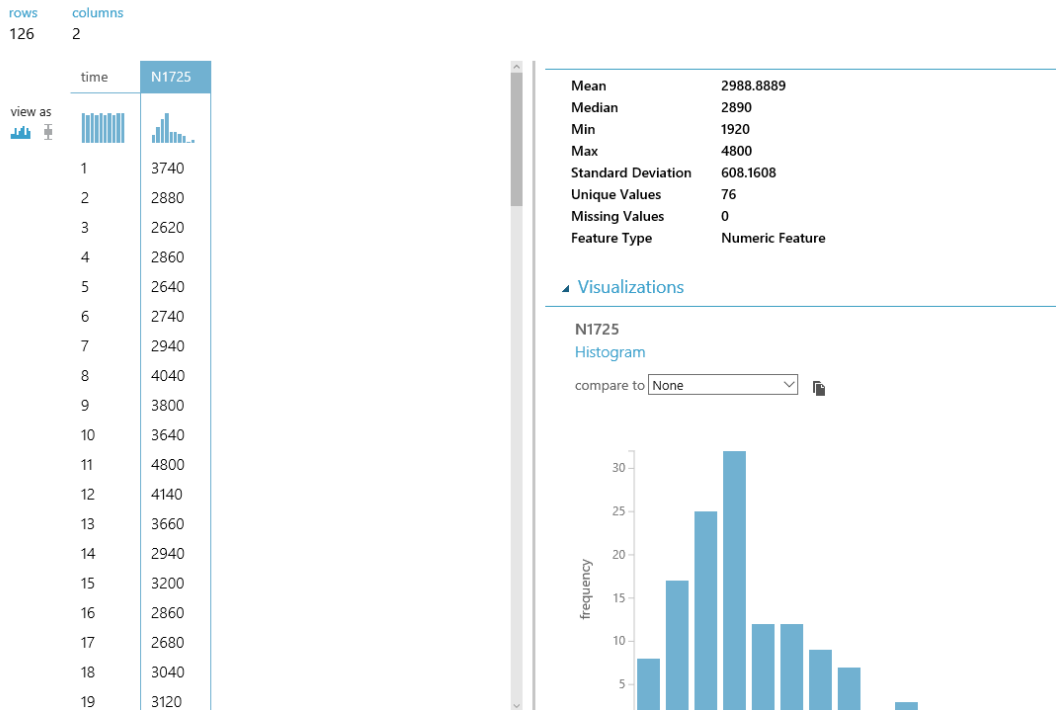 rows columns
126 2
time N1725
view as
1 3740
2 2880
3 2620
4 2860
5 2640
6 2740
7 2940
8 4040
9 3800
10 3640
11 4800
12 4140
13 3660
14 2940
15 3200
16 2860
17 2680
18 3040
19 3120
Mean 2988.8889
Median 2890
Min 1920
Max 4800
Standard Deviation 608.1608
Unique Values 76
Missing Values 0
Feature Type Numeric Feature
Visualizations
N1725
Histogram
compare to None
frequency
30
25
20
15
10
5